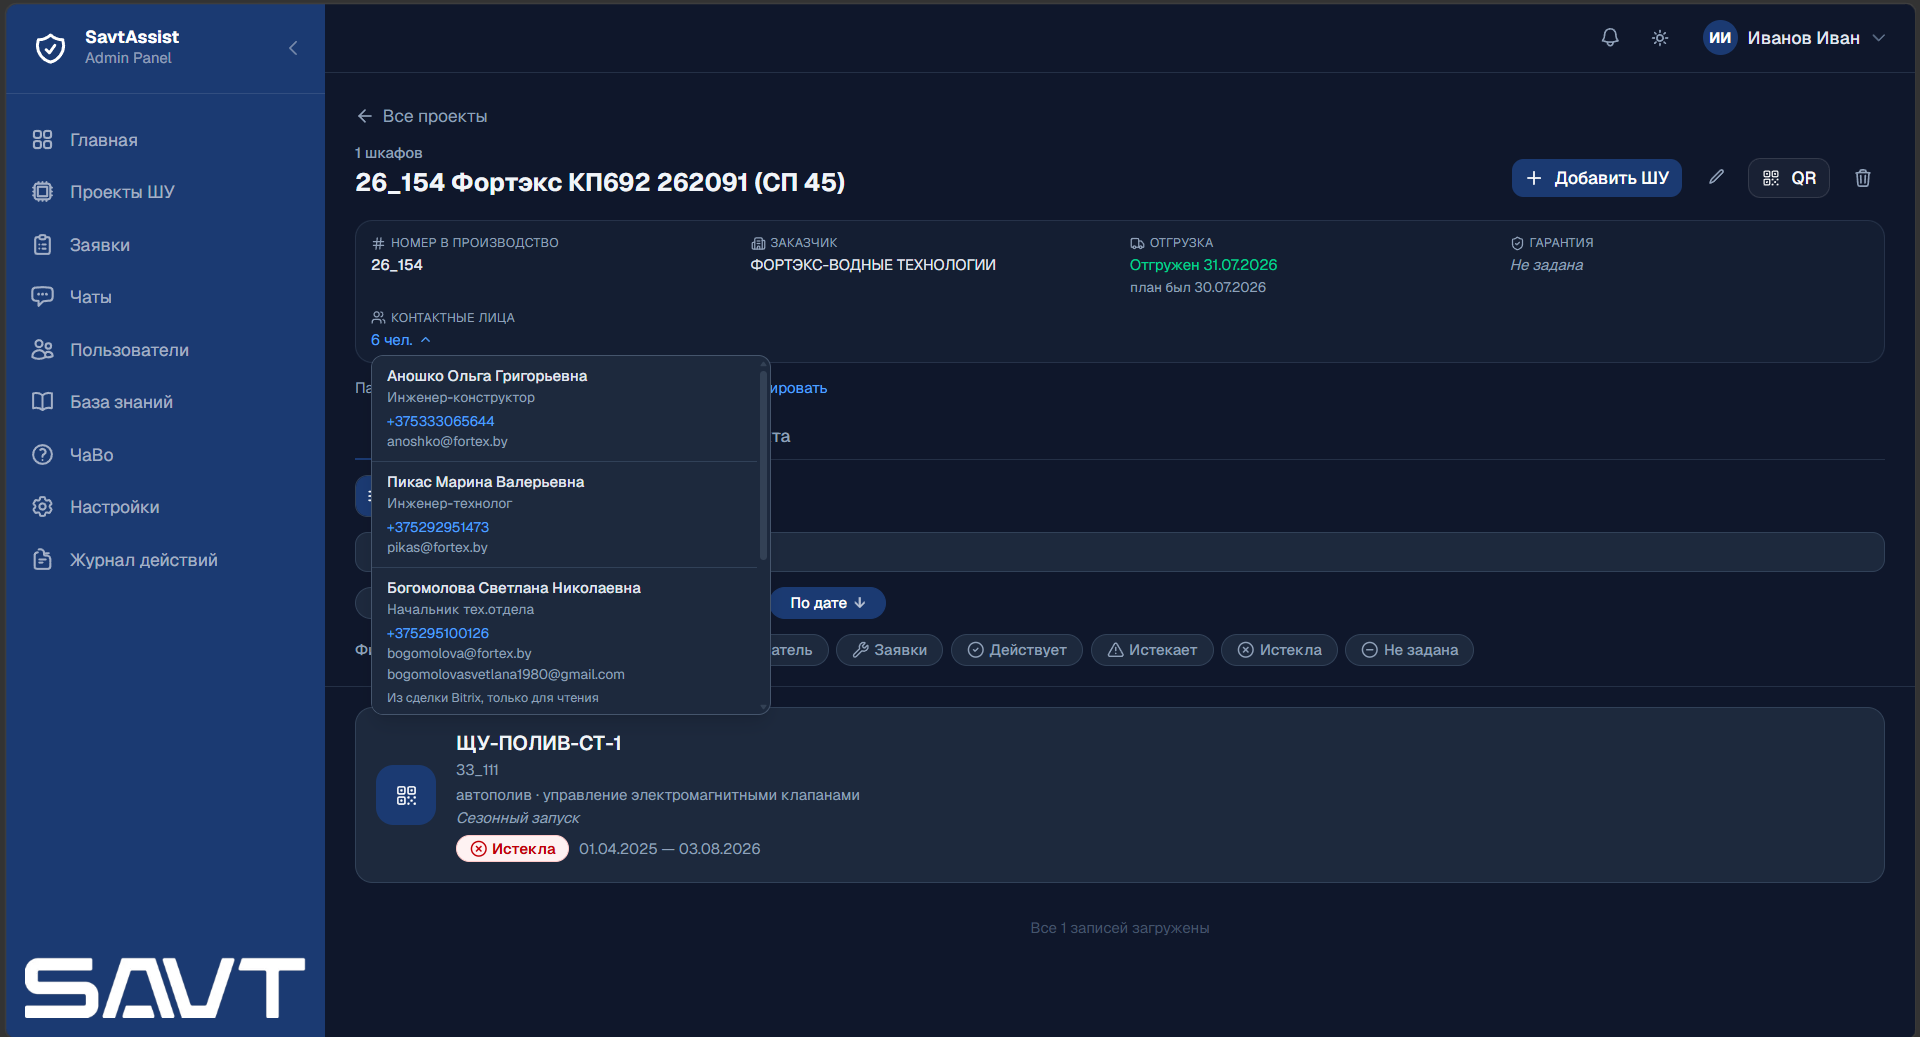 SavtAssist
Admin Panel
Главная
Проекты ШУ
Заявки
Чаты
Пользователи
База знаний
ЧаВо
Настройки
Журнал действий
SAVT
ИИ Иванов Иван
Все проекты
1 шкафов
26_154 Фортэкс КП692 262091 (СП 45)
Добавить ШУ
QR
НОМЕР В ПРОИЗВОДСТВО
26_154
ЗАКАЗЧИК
ФОРТЭКС-ВОДНЫЕ ТЕХНОЛОГИИ
ОТГРУЗКА
Отгружен 31.07.2026
план был 30.07.2026
ГАРАНТИЯ
Не задана
КОНТАКТНЫЕ ЛИЦА
6 чел.
Аношко Ольга Григорьевна
Инженер-конструктор
+375333065644
anoshko@fortex.by
Пикас Марина Валерьевна
Инженер-технолог
+375292951473
pikas@fortex.by
Богомолова Светлана Николаевна
Начальник тех.отдела
+375295100126
bogomolova@fortex.by
bogomolovasvetlana1980@gmail.com
Из сделки Bitrix, только для чтения
По дате
Заявки
Действует
Истекает
Истекла
Не задана
ЩУ-ПОЛИВ-СТ-1
33_111
автополив · управление электромагнитными клапанами
Сезонный запуск
Истекла 01.04.2025 — 03.08.2026
Все 1 записей загружены